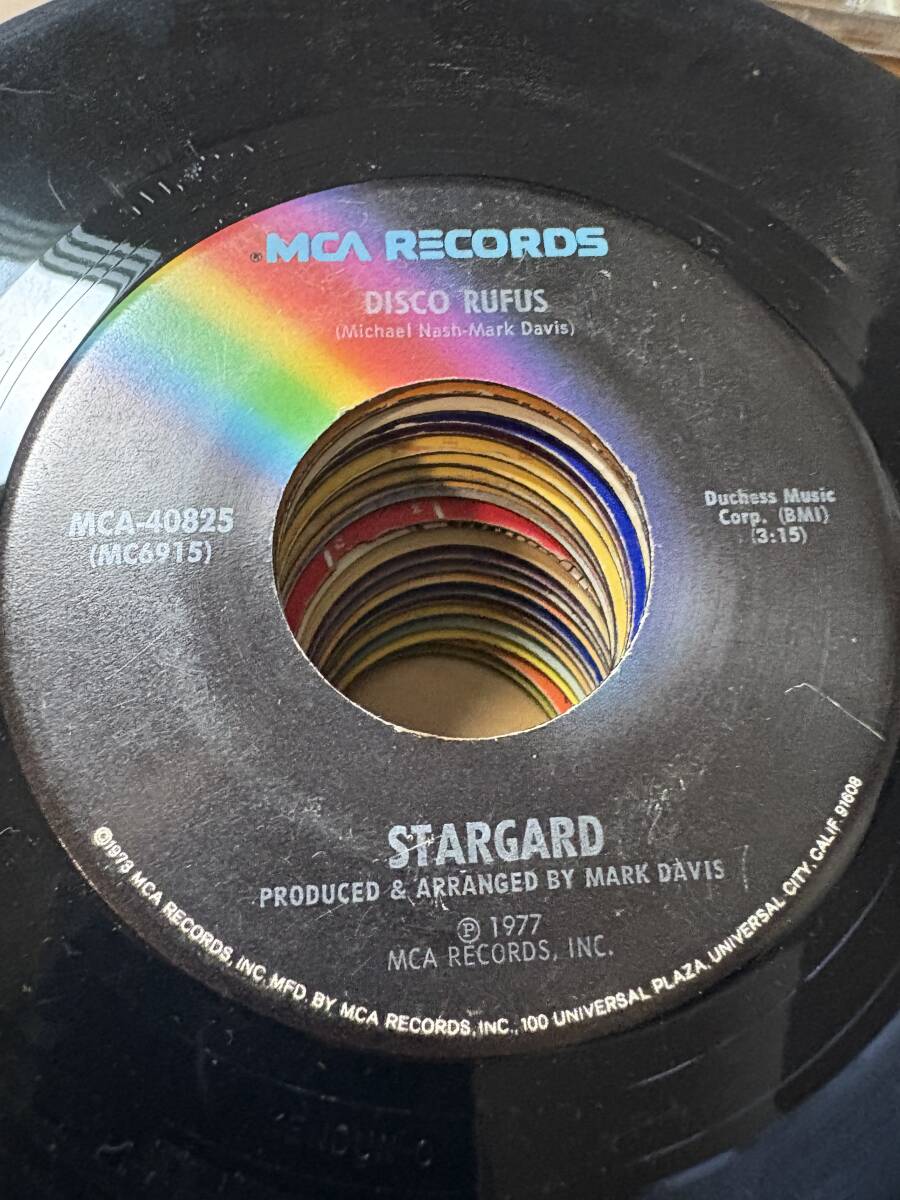 ®MCA RECORDS
DISCO RUFUS
(Michael Nash-Mark Davis)
MCA-40825
(MC6915)
Duchess Music
Corp. (BMI)
(3:15)
STARGARD
PRODUCED & ARRANGED BY MARK DAVIS
℗ 1977
MCA RECORDS, INC.
©1973 MCA RECORDS, INC. MFD. BY MCA RECORDS, INC., 100 UNIVERSAL PLAZA, UNIVERSAL CITY, CALIF. 91608